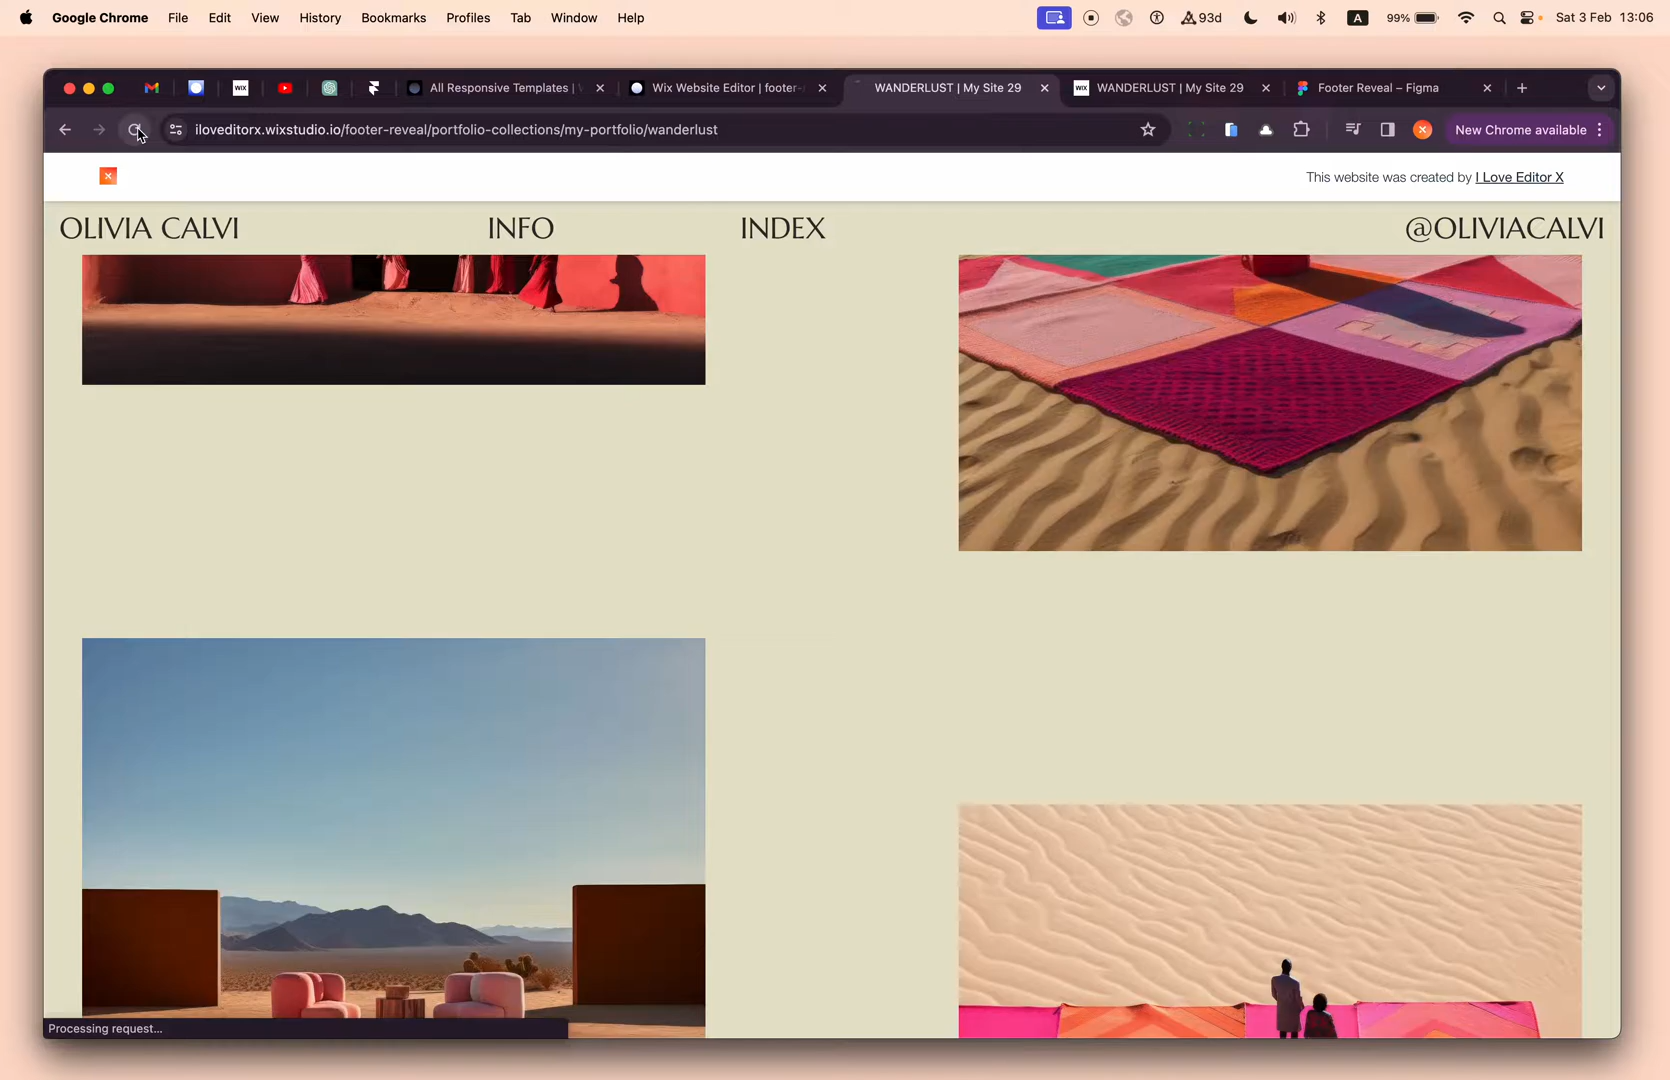 Google Chrome File Edit View History Bookmarks Profiles Tab Window Help 93d A 99% Sat 3 Feb 13:06
WIX All Responsive Templates | Wix Website Editor | footer- WANDERLUST | My Site 29 WIX WANDERLUST | My Site 29 Footer Reveal – Figma
iloveditorx.wixstudio.io/footer-reveal/portfolio-collections/my-portfolio/wanderlust New Chrome available
This website was created by I Love Editor X
OLIVIA CALVI INFO INDEX @OLIVIACALVI
Processing request...